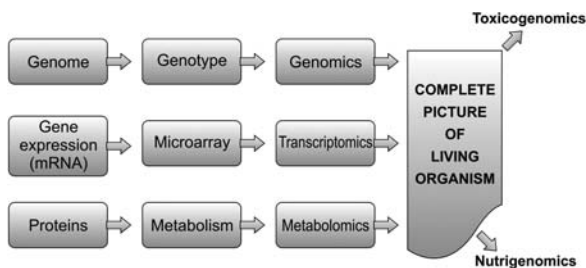 Toxicogenomics
Genome
Genotype
Genomics
Gene
expression
(mRNA)
Microarray
Transcriptomics
Proteins
Metabolism
Metabolomics
COMPLETE
PICTURE
OF
LIVING
ORGANISM
Nutrigenomics